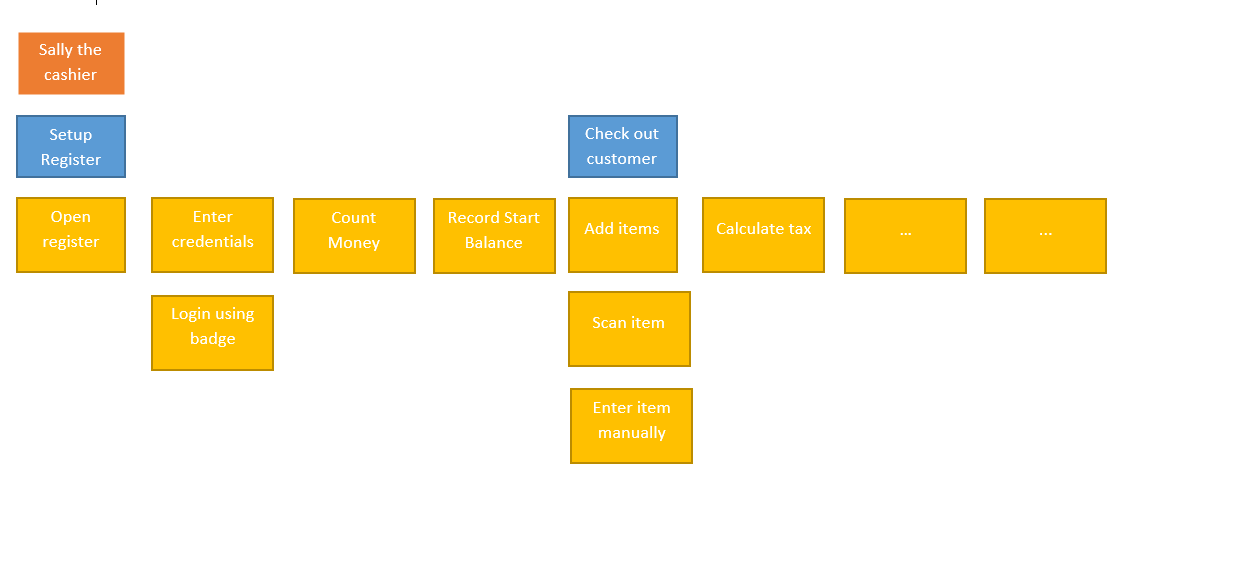 Sally the
cashier
Setup
Register
Check out
customer
Open
register
Enter
credentials
Count
Money
Record Start
Balance
Add items
Calculate tax
...
...
Login using
badge
Scan item
Enter item
manually